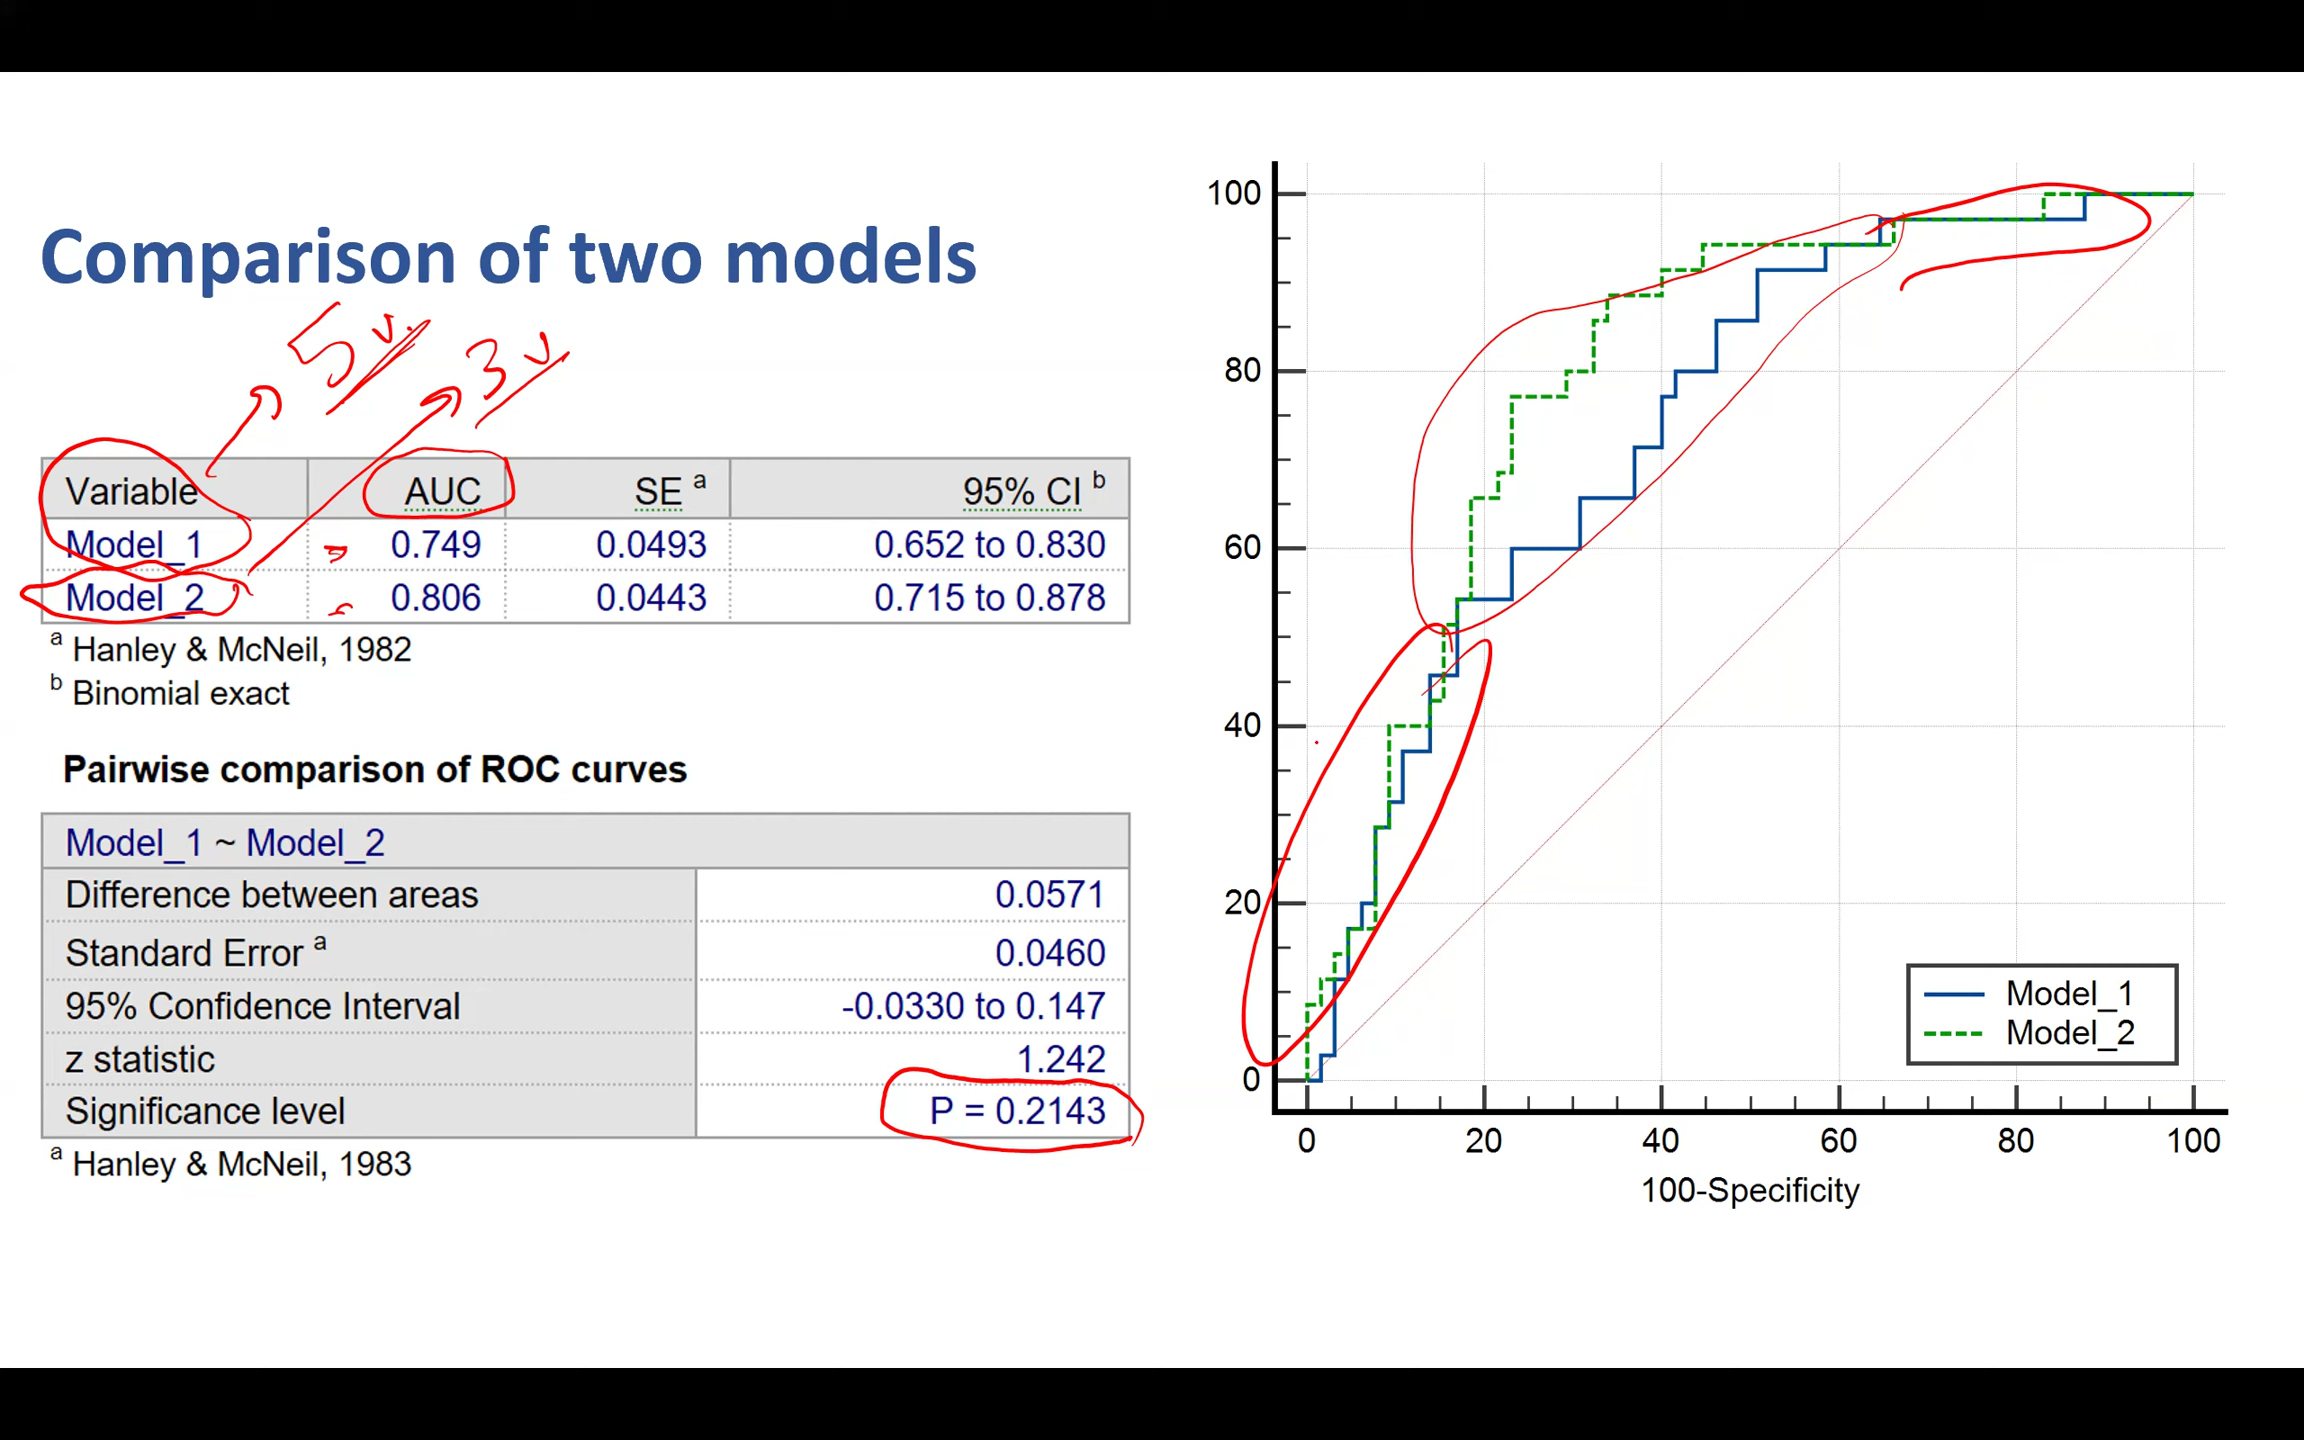 Comparison of two models
5 v.
3 v
Variable AUC SE a 95% CI b
Model_1 0.749 0.0493 0.652 to 0.830
Model_2 0.806 0.0443 0.715 to 0.878
a Hanley & McNeil, 1982
b Binomial exact
Pairwise comparison of ROC curves
Model_1 ~ Model_2
Difference between areas 0.0571
Standard Error a 0.0460
95% Confidence Interval -0.0330 to 0.147
z statistic 1.242
Significance level P = 0.2143
a Hanley & McNeil, 1983
100
80
60
40
20
0
0 20 40 60 80 100
100-Specificity
Model_1
Model_2